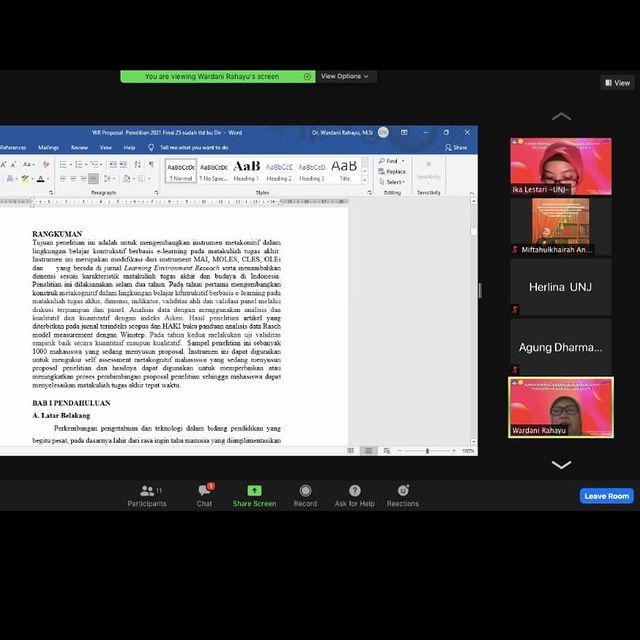 You are viewing Wardani Rahayu's screen
View Options
View
WR Proposal Penelitian 2021 Final 25 sudah ttd bu Dir - Word
Dr. Wardani Rahayu, M.Si
References Mailings Review View Help Tell me what you want to do Share
AaBbCcDc AaBbCcDc AaB AaBbCcC AaBbCcD AaB
1 Normal 1 No Spac... Heading 1 Heading 2 Heading 3 Title
Find
Replace
Select
Sensitivity
Paragraph Styles Editing Sensitivity
RANGKUMAN
Tujuan penelitian ini adalah untuk mengembangkan instrumen metakonitif dalam
lingkungan belajar kontrukstif berbasis e-learning pada matakuliah tugas akhir.
Instrumen ini merupakan modifikasi dari instrumen MAI, MOLES, CLES, OLEi
dan yang berada di jurnal Learning Environment Reseach serta menambahkan
dimensi sesuai karakteristik matakuliah tugas akhir dan budaya di Indonesia.
Penelitian ini dilaksanakan selam dua tahun. Pada tahun pertama mengembangkan
konstruk metakognitif dalam lingkungan belajar kdnstrukstif berbasis e-learning pada
matakuliah tugas akhir, dimensi, indikator, validitas ahli dan validasi panel melalui
diskusi terpumpun dan panel. Analisis data dengan menggunakan analisis dan
kualitatif dan kuantitatif dengan indeks Aiken. Hasil penelitian artikel yang
diterbitkan pada jurnal terindeks scopus dan HAKI buku panduan analisis data Rasch
model measurement dengan Winstep. Pada tahun kedua melakukan uji validitas
empirik baik secara kuantitaif maupun kualitatif. Sampel penelitian ini sebanyak
1000 mahasiswa yang sedang menyusun proposal. Instrumen ini dapat digunakan
untuk mengukur self assessment metakognitif mahasiswa yang sedang menyusun
proposal penelitian dan hasilnya dapat digunakan untuk memperbaiskan atau
meningkatkan proses pembimbingan proposal penelitian sehingga mahasiswa dapat
menyelesaikan matakuliah tugas akhir tepat waktu.
BAB I PENDAHULUAN
A. Latar Belakang
Perkembangan pengetahuan dan teknologi dalam bidang pendidikan yang
begitu pesat, pada dasarnya lahir dari rasa ingin tahu manusia yang diimplimentasikan
100%
Ika Lestari -UNJ-
Miftahulkhairah An...
Herlina UNJ
Agung Dharma...
Wardani Rahayu
11
1
Participants Chat Share Screen Record Ask for Help Reactions
Leave Room